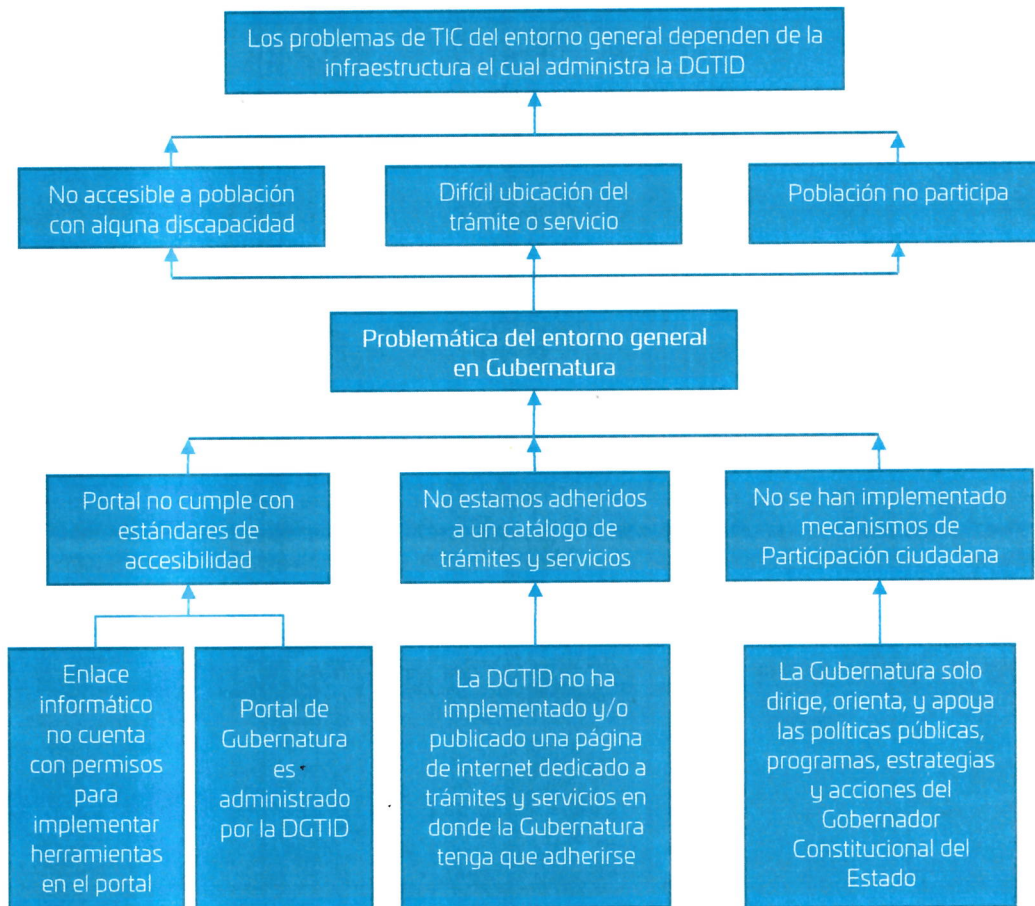 Los problemas de TIC del entorno general dependen de la
infraestructura el cual administra la DGTID
No accesible a población
con alguna discapacidad
Difícil ubicación del
trámite o servicio
Población no participa
Problemática del entorno general
en Gubernatura
Portal no cumple con
estándares de
accesibilidad
No estamos adheridos
a un catálogo de
trámites y servicios
No se han implementado
mecanismos de
Participación ciudadana
Enlace
informático
no cuenta
con permisos
para
implementar
herramientas
en el portal
Portal de
Gubernatura
es
administrado
por la DGTID
La DGTID no ha
implementado y/o
publicado una página
de internet dedicado a
trámites y servicios en
donde la Gubernatura
tenga que adherirse
La Gubernatura solo
dirige, orienta, y apoya
las políticas públicas,
programas, estrategias
y acciones del
Gobernador
Constitucional del
Estado